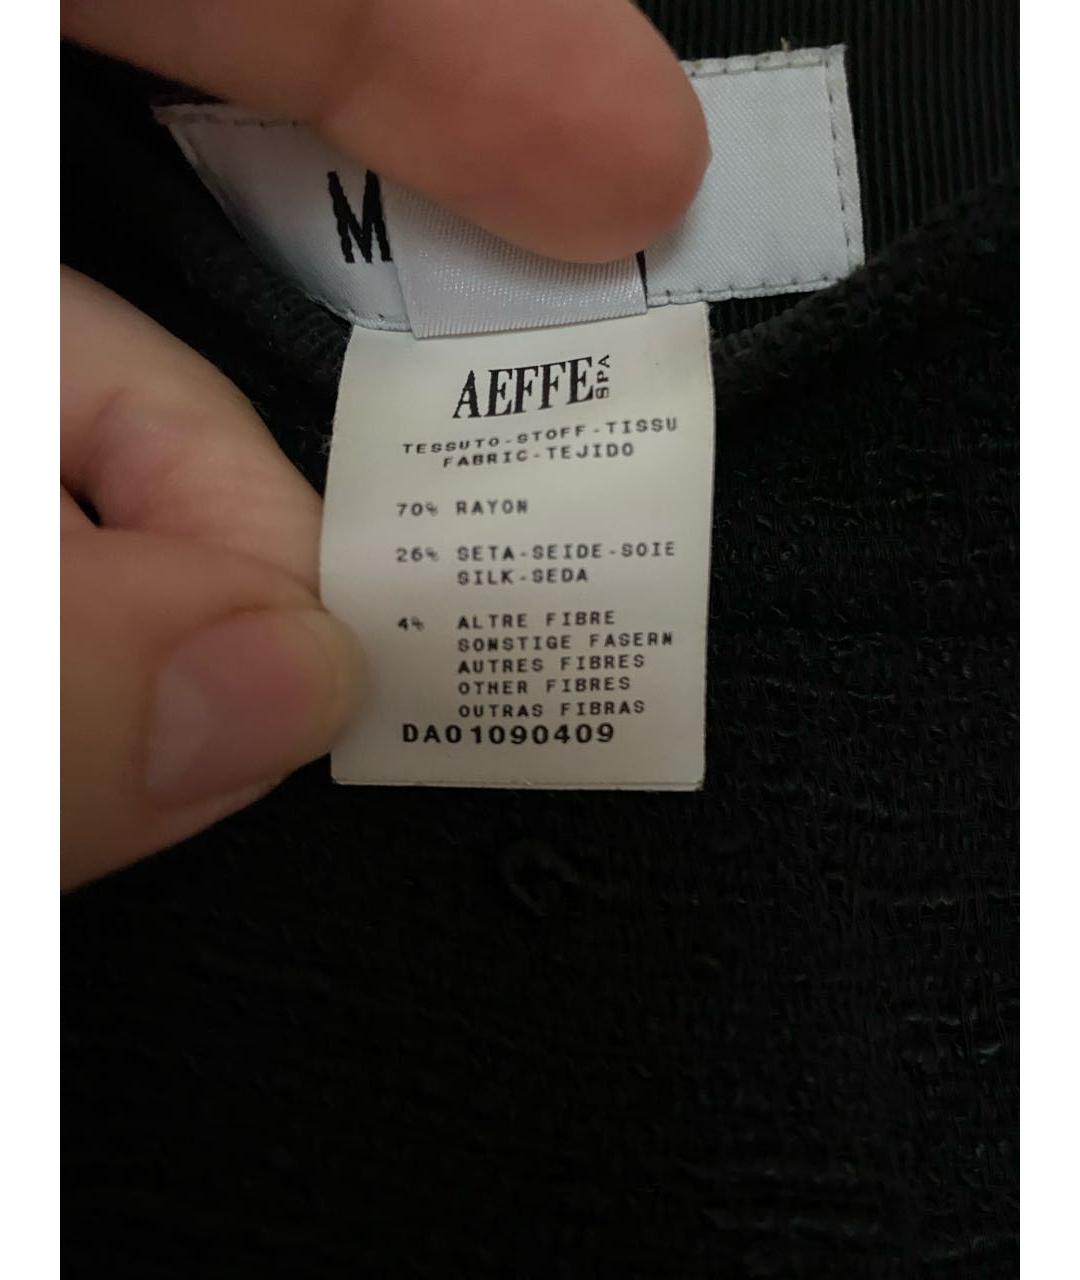 M
AEFFE SPA
TESSUTO-STOFF-TISSU
FABRIC-TEJIDO
70% RAYON
26% SETA-SEIDE-SOIE
SILK-SEDA
4% ALTRE FIBRE
SONSTIGE FASERN
AUTRES FIBRES
OTHER FIBRES
OUTRAS FIBRAS
DA01090409